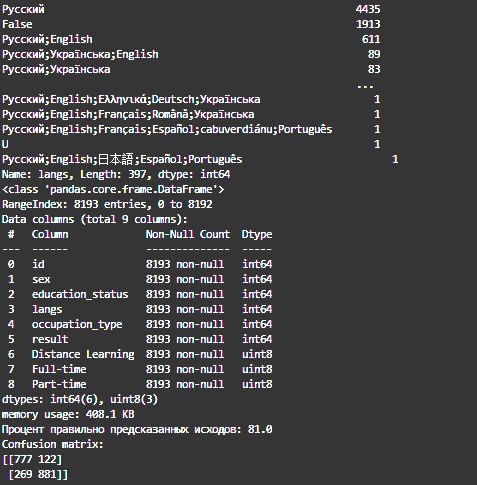 Русский 4435
False 1913
Русский;English 611
Русский;Українська;English 89
Русский;Українська 83
...
Русский;English;Ελληνικά;Deutsch;Українська 1
Русский;English;Français;Română;Українська 1
Русский;English;Français;Español;cabuverdiánu;Português 1
U 1
Русский;English;日本語;Español;Português 1
Name: langs, Length: 397, dtype: int64
<class 'pandas.core.frame.DataFrame'>
RangeIndex: 8193 entries, 0 to 8192
Data columns (total 9 columns):
# Column Non-Null Count Dtype
--- ------ -------------- -----
0 id 8193 non-null int64
1 sex 8193 non-null int64
2 education_status 8193 non-null int64
3 langs 8193 non-null int64
4 occupation_type 8193 non-null int64
5 result 8193 non-null int64
6 Distance Learning 8193 non-null uint8
7 Full-time 8193 non-null uint8
8 Part-time 8193 non-null uint8
dtypes: int64(6), uint8(3)
memory usage: 408.1 KB
Процент правильно предсказанных исходов: 81.0
Confusion matrix:
[[777 122]
[269 881]]